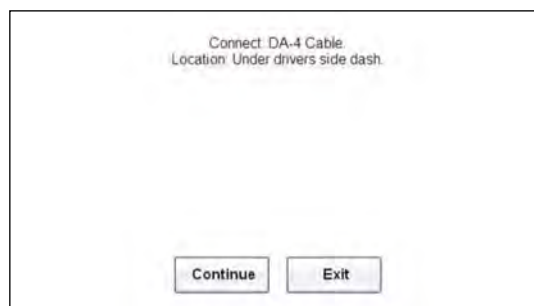 Connect: DA-4 Cable.
Location: Under drivers side dash.
Continue
Exit